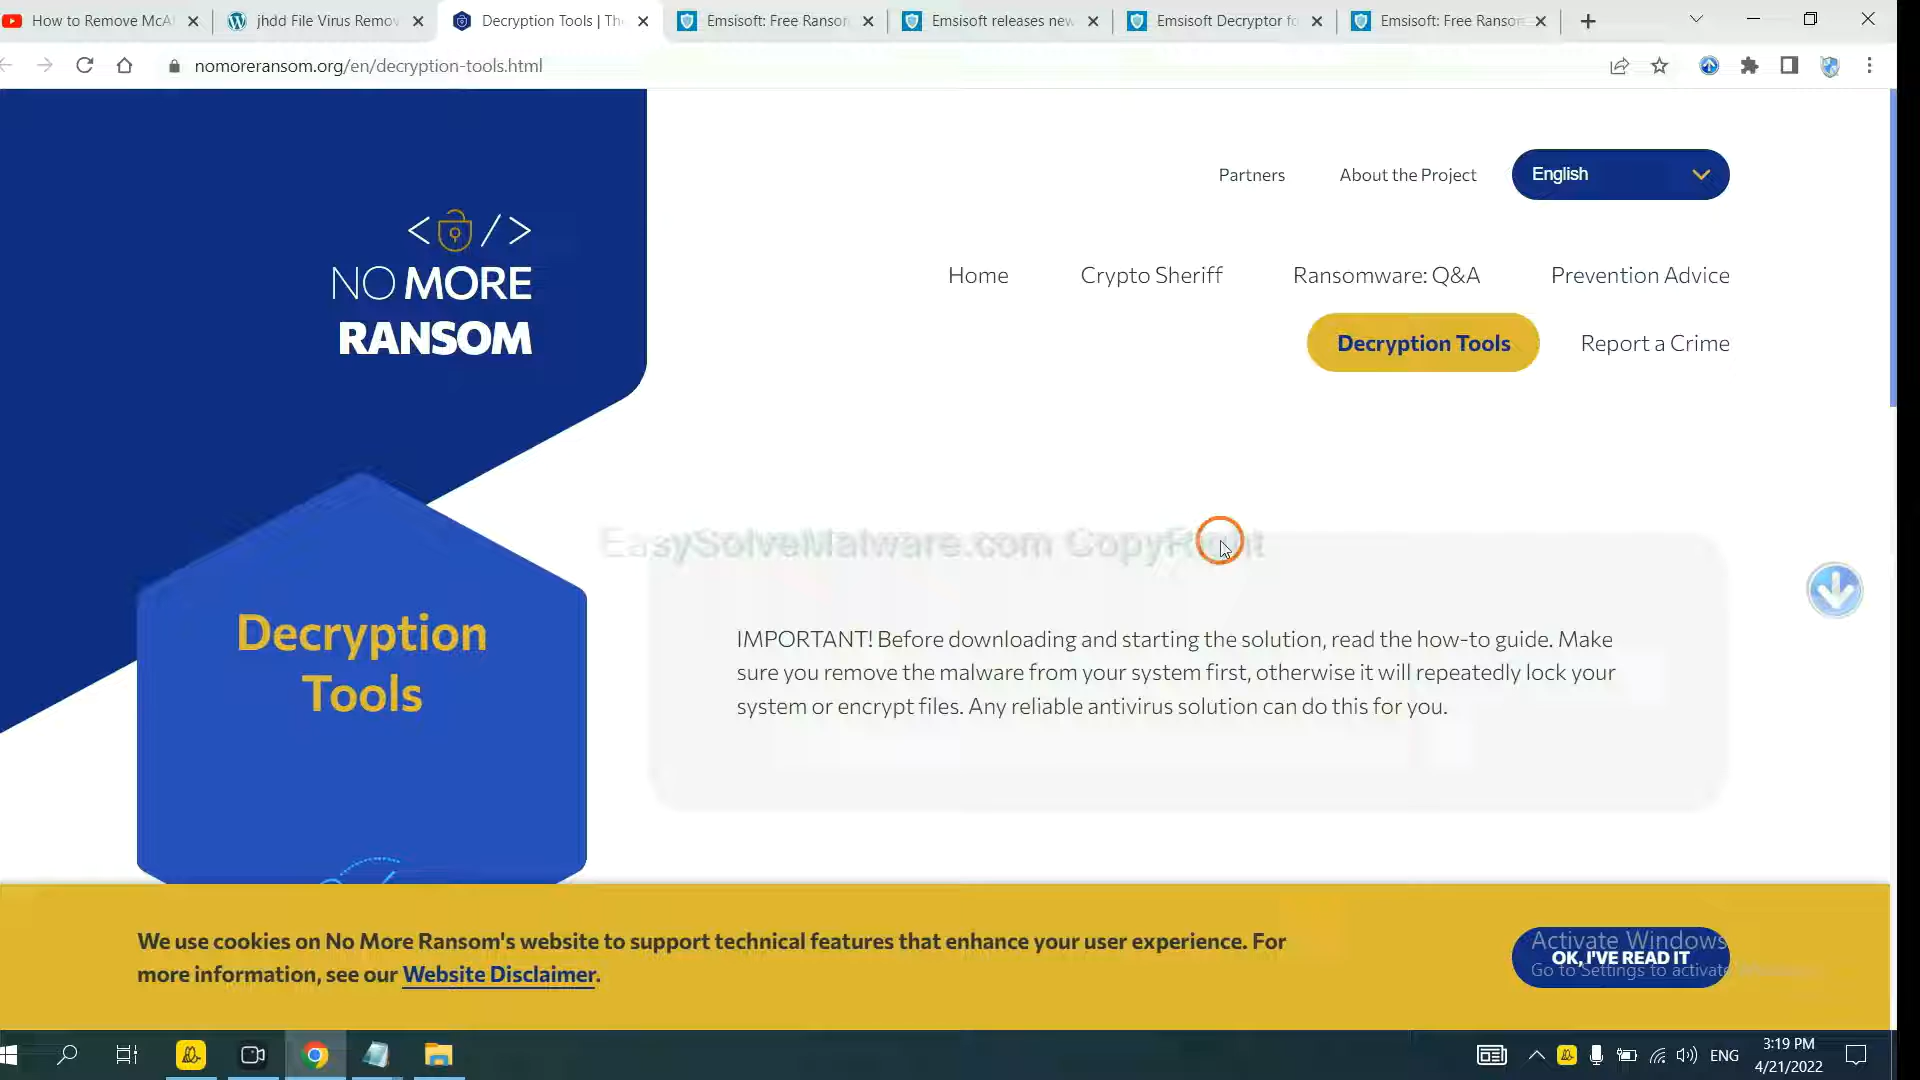 How to Remove McA
jhdd File Virus Remov
Decryption Tools | Th
Emsisoft: Free Ranson
Emsisoft releases new
Emsisoft Decryptor fo
Emsisoft: Free Ranson
nomoreransom.org/en/decryption-tools.html
Partners
About the Project
English
NO MORE
RANSOM
Home
Crypto Sheriff
Ransomware: Q&A
Prevention Advice
Decryption Tools
Report a Crime
EasySolveMalware.com CopyRight
Decryption
Tools
IMPORTANT! Before downloading and starting the solution, read the how-to guide. Make
sure you remove the malware from your system first, otherwise it will repeatedly lock your
system or encrypt files. Any reliable antivirus solution can do this for you.
We use cookies on No More Ransom's website to support technical features that enhance your user experience. For
more information, see our Website Disclaimer.
Activate Windows
OK, I'VE READ IT
Go to Settings to activate Windows.
ENG
3:19 PM
4/21/2022